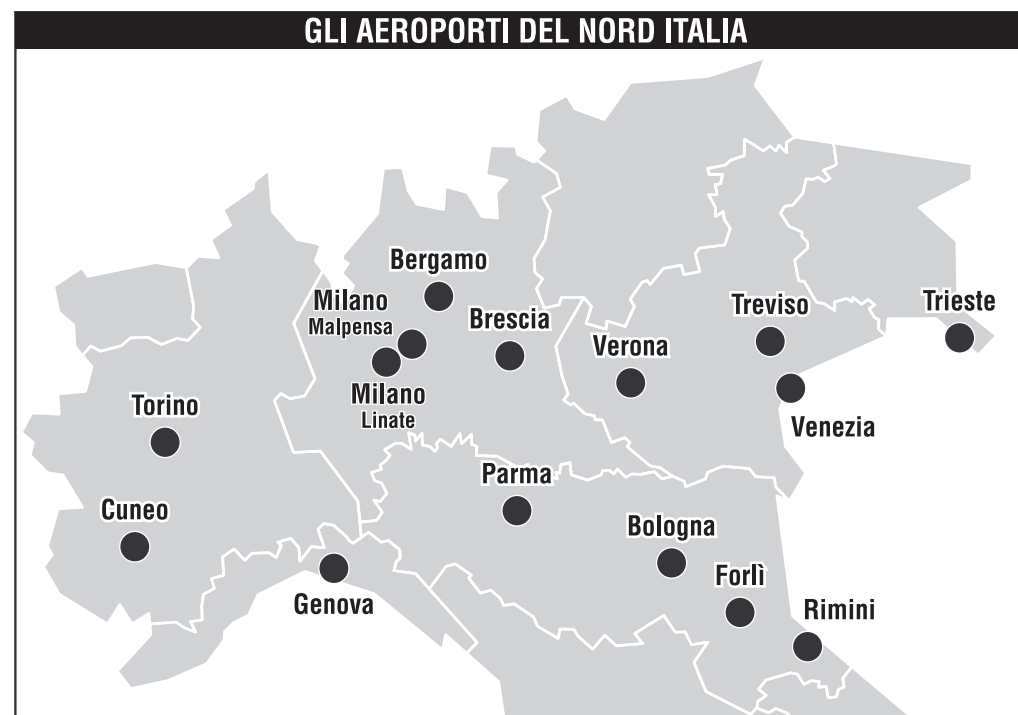 GLI AEROPORTI DEL NORD ITALIA
Bergamo
Milano
Malpensa
Brescia
Treviso
Trieste
Verona
Milano
Linate
Torino
Venezia
Parma
Cuneo
Bologna
Forlì
Genova
Rimini